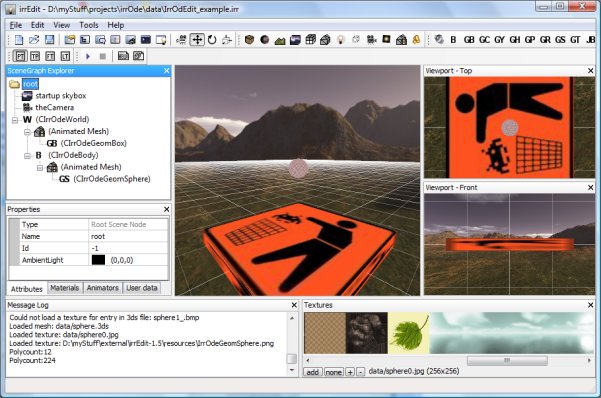 irrEdit - D:\myStuff\projects\irrOde\data\IrrOdEdit_example.irr
File Edit View Tools Help
B GB GC GY GH GP GR GS GT JB
PT RT FT LT
SceneGraph Explorer
root
startup skybox
theCamera
W (CIrrOdeWorld)
(Animated Mesh)
GB (CIrrOdeGeomBox)
B (CIrrOdeBody)
(Animated Mesh)
GS (CIrrOdeGeomSphere)
Properties
Type Root Scene Node
Name root
Id -1
AmbientLight (0,0,0)
Attributes Materials Animators User data
Viewport - Top
Viewport - Front
Message Log
Could not load a texture for entry in 3ds file: sphere1_.bmp
Loaded mesh: data/sphere.3ds
Loaded texture: data/sphere0.jpg
Loaded texture: D:\myStuff\external\irrEdit-1.5\resources\IrrOdeGeomSphere.png
Polycount:12
Polycount:224
Textures
add none + - data/sphere0.jpg (256x256)